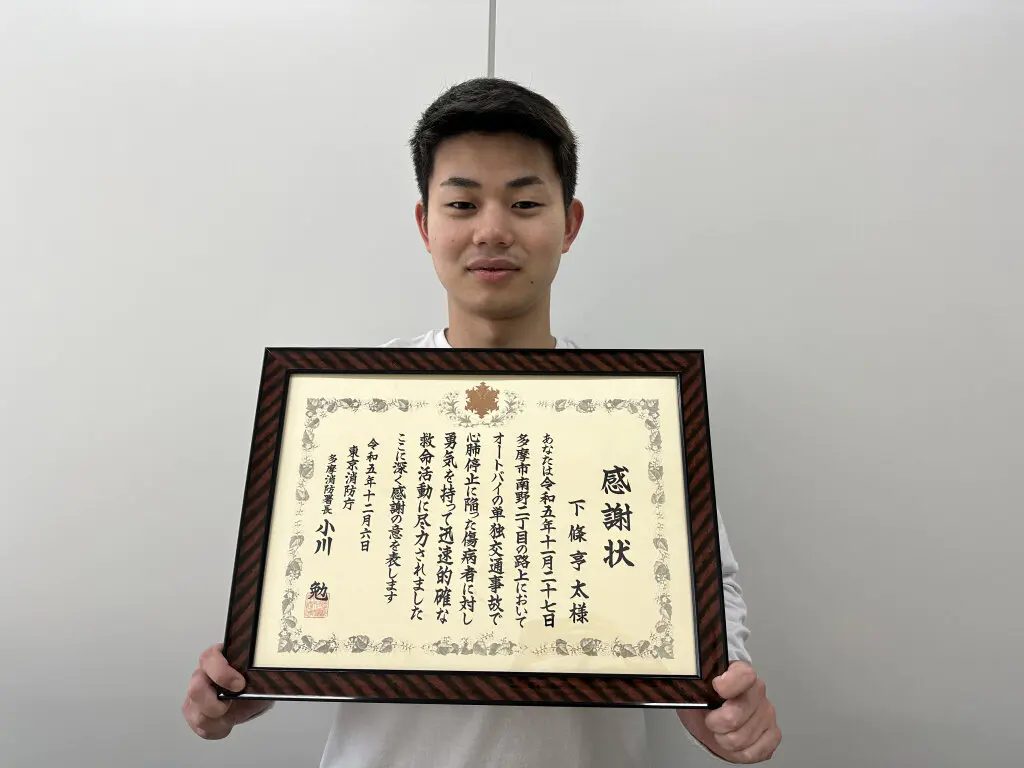 感謝状
下條亨太様
あなたは令和五年十一月二十七日
多摩市南野二丁目の路上において
オートバイの単独交通事故で
心肺停止に陥った傷病者に対し
勇気を持って迅速的確な
救命活動に尽力されました
ここに深く感謝の意を表します
令和五年十二月六日
東京消防庁
多摩消防署長 小川 勉